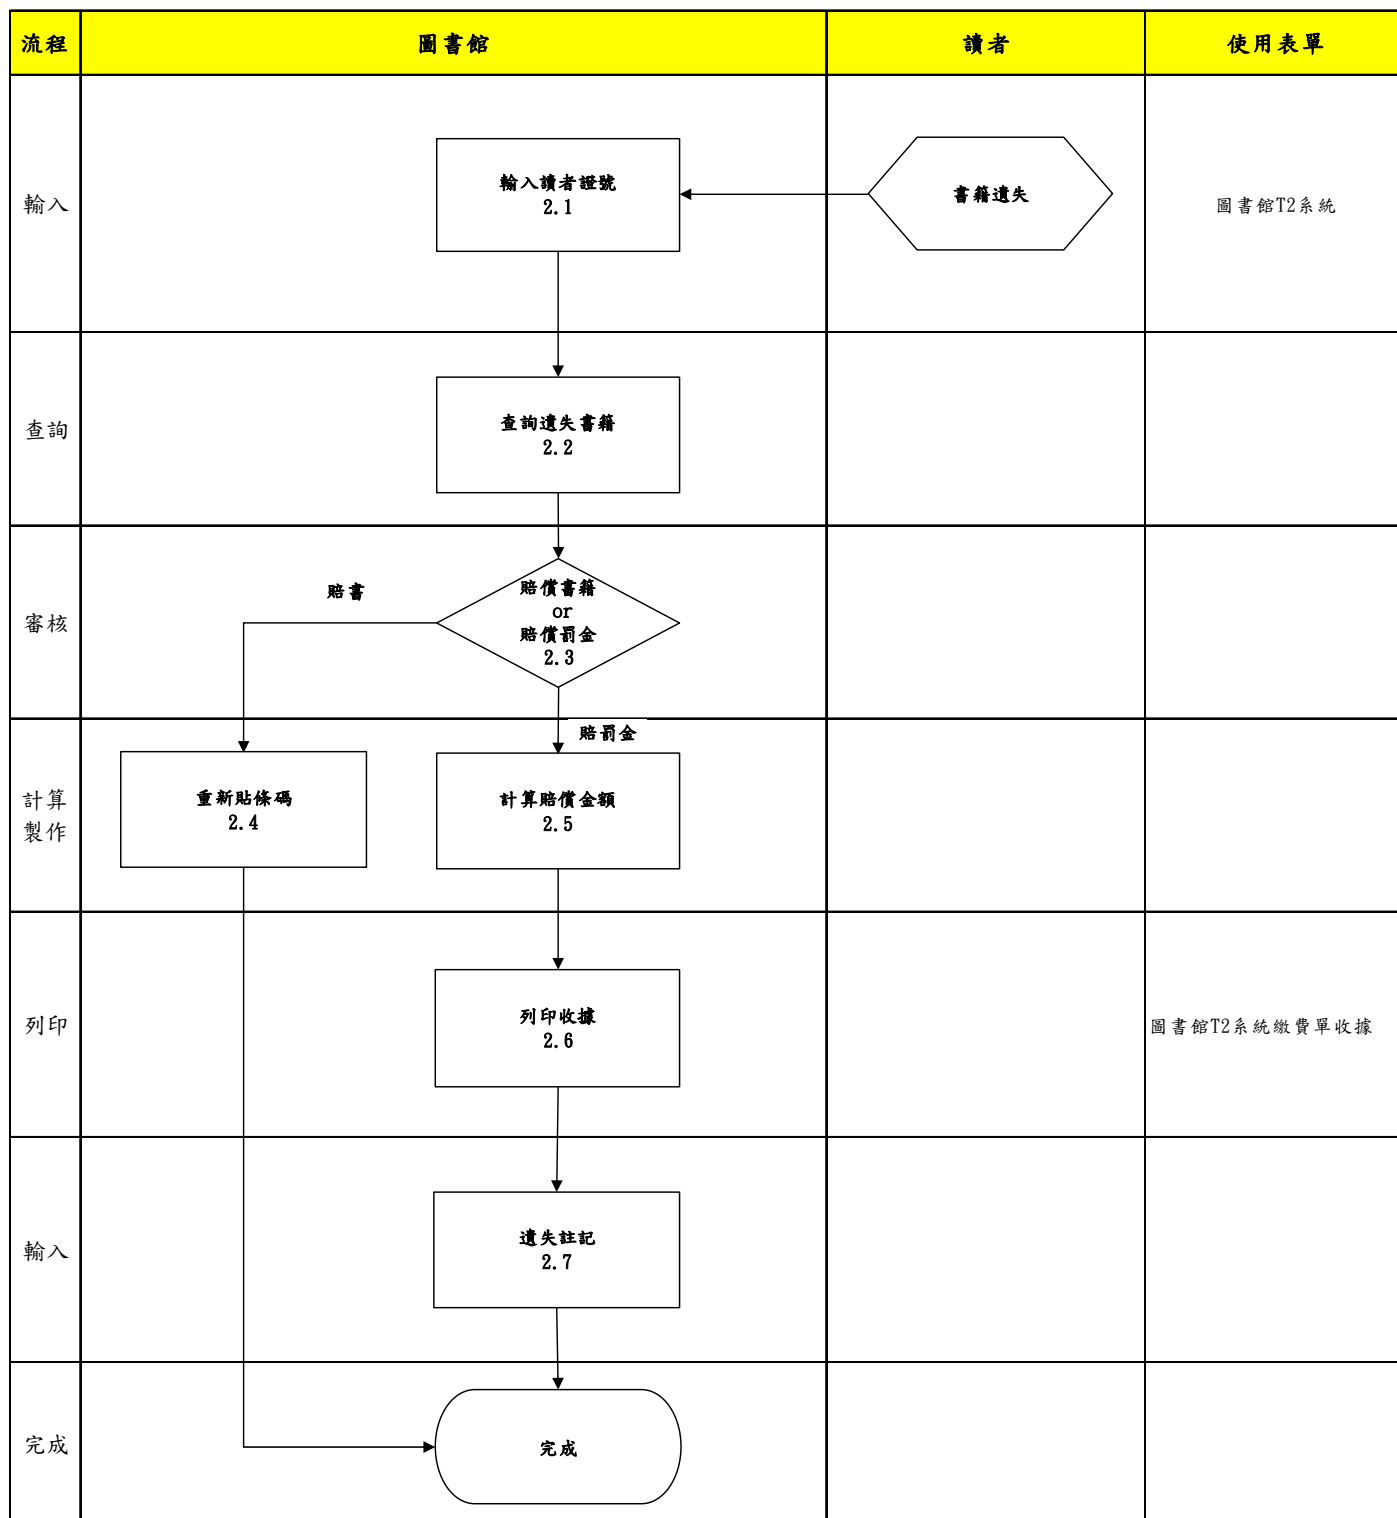 流程
圖書館
讀者
使用表單
輸入
輸入讀者證號
2.1
書籍遺失
圖書館T2系統
查詢
查詢遺失書籍
2.2
審核
賠書
賠償書籍
or
賠償罰金
2.3
賠罰金
計算
製作
重新貼條碼
2.4
計算賠償金額
2.5
列印
列印收據
2.6
圖書館T2系統繳費單收據
輸入
遺失註記
2.7
完成
完成